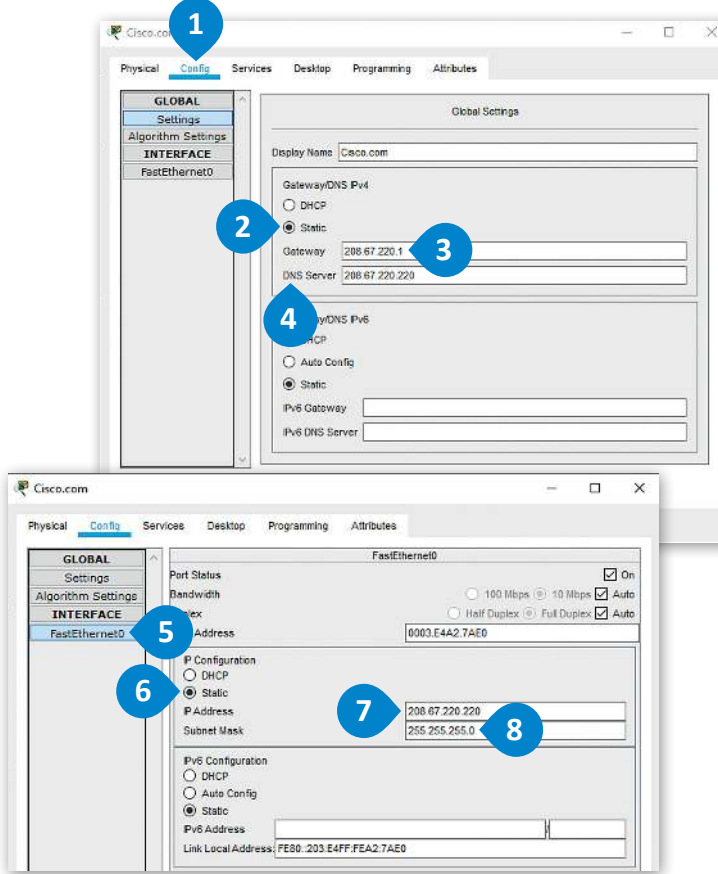 1
Cisco.co
Physical Config Services Desktop Programming Attributes
GLOBAL
Settings
Algorithm Settings
INTERFACE
FastEthernet0
Global Settings
Display Name Cisco.com
Gateway/DNS IPv4
DHCP
2
Static
Gateway 208.67.220.1
3
DNS Server 208.67.220.220
4
y/DNS IPv6
HCP
Auto Config
Static
IPv6 Gateway
IPv6 DNS Server
Cisco.com
Physical Config Services Desktop Programming Attributes
GLOBAL
Settings
Algorithm Settings
INTERFACE
FastEthernet0
5
FastEthernet0
Port Status On
Bandwidth 100 Mbps 10 Mbps Auto
plex Half Duplex Full Duplex Auto
Address 0003.E4A2.7AE0
IP Configuration
DHCP
6
Static
IP Address 7 208.67.220.220
Subnet Mask 255.255.255.0 8
IPv6 Configuration
DHCP
Auto Config
Static
IPv6 Address /
Link Local Address: FE80::203:E4FF:FEA2:7AE0